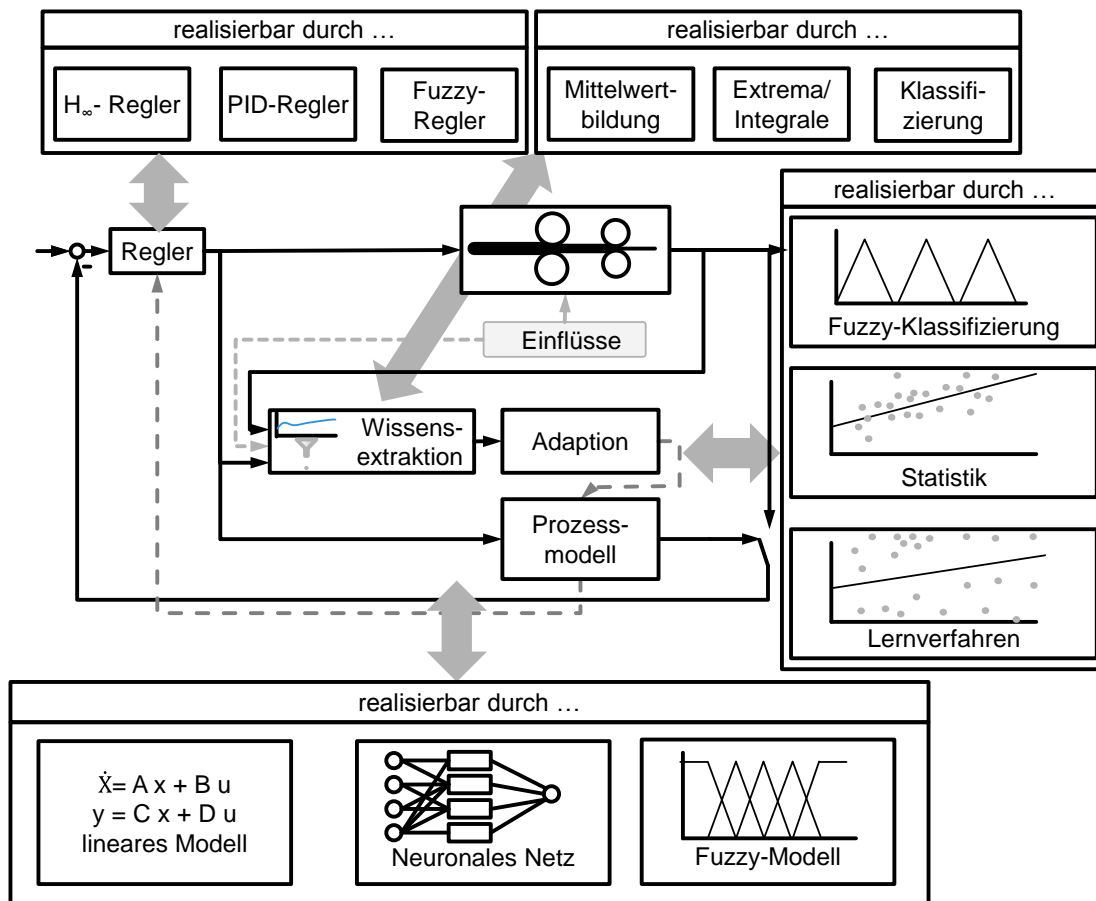 realisierbar durch …
H∞- Regler
PID-Regler
Fuzzy-
Regler
realisierbar durch …
Mittelwert-
bildung
Extrema/
Integrale
Klassifi-
zierung
realisierbar durch …
Fuzzy-Klassifizierung
Statistik
Lernverfahren
Regler
-
Einflüsse
Wissens-
extraktion
Adaption
Prozess-
modell
realisierbar durch …
Ẋ= A x + B u
y = C x + D u
lineares Modell
Neuronales Netz
Fuzzy-Modell